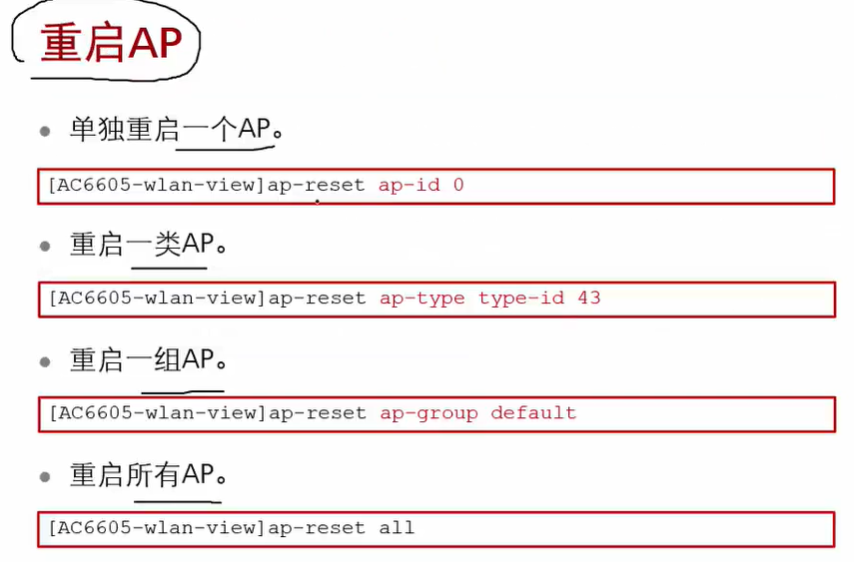 重启AP
单独重启一个AP。
[AC6605-wlan-view]ap-reset ap-id 0
重启一类AP。
[AC6605-wlan-view]ap-reset ap-type type-id 43
重启一组AP。
[AC6605-wlan-view]ap-reset ap-group default
重启所有AP。
[AC6605-wlan-view]ap-reset all